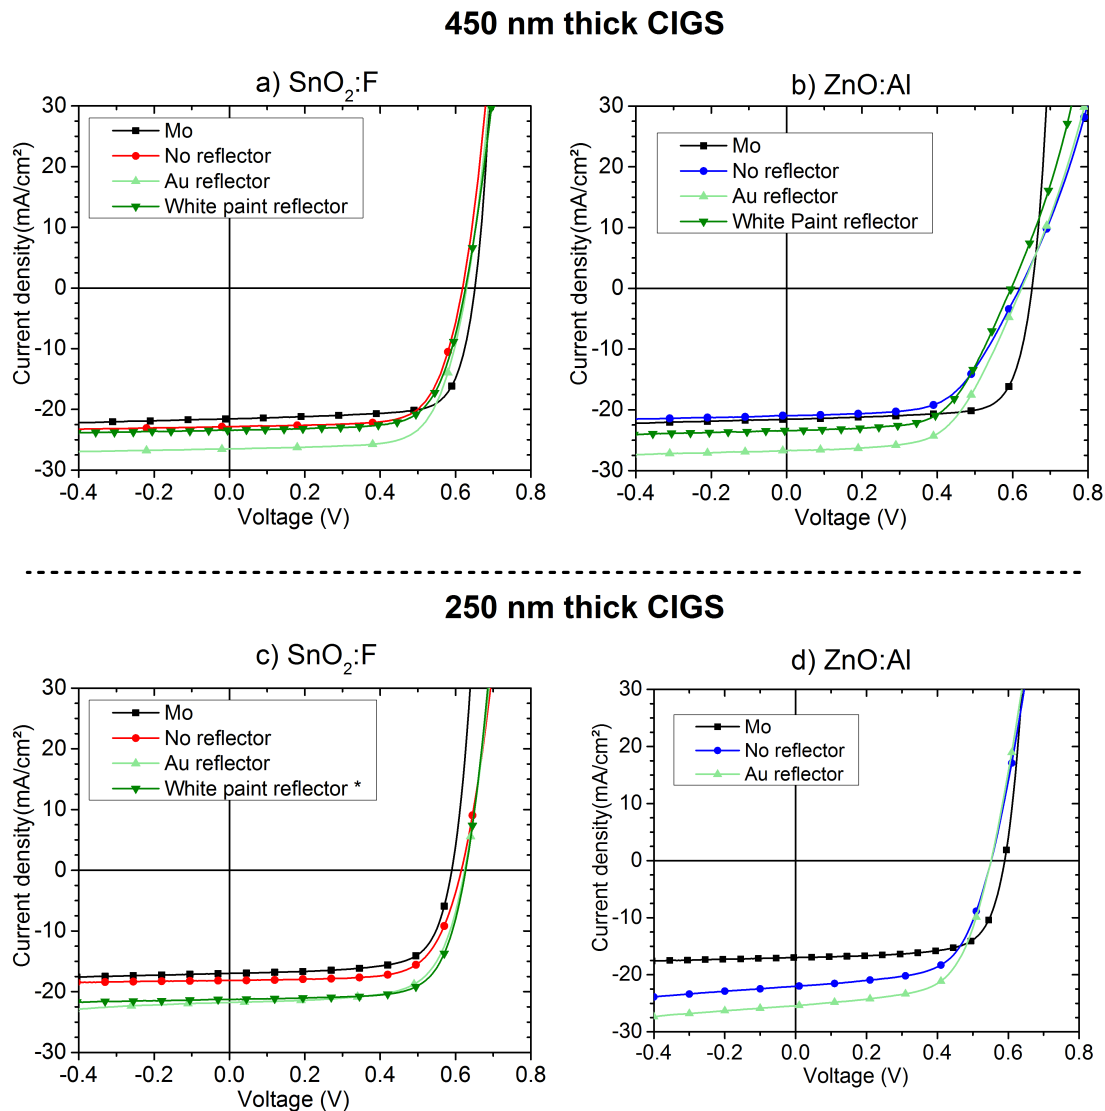 450 nm thick CIGS
a) SnO₂:F
30
20
10
0
-10
-20
-30
Current density(mA/cm²)
Mo
No reflector
Au reflector
White paint reflector
-0.4 -0.2 0.0 0.2 0.4 0.6 0.8
Voltage (V)
b) ZnO:Al
30
20
10
0
-10
-20
-30
Current density(mA/cm²)
Mo
No reflector
Au reflector
White Paint reflector
-0.4 -0.2 0.0 0.2 0.4 0.6 0.8
Voltage (V)
250 nm thick CIGS
c) SnO₂:F
30
20
10
0
-10
-20
-30
Current density(mA/cm²)
Mo
No reflector
Au reflector
White paint reflector *
-0.4 -0.2 0.0 0.2 0.4 0.6 0.8
Voltage (V)
d) ZnO:Al
30
20
10
0
-10
-20
-30
Current density(mA/cm²)
Mo
No reflector
Au reflector
-0.4 -0.2 0.0 0.2 0.4 0.6 0.8
Voltage (V)